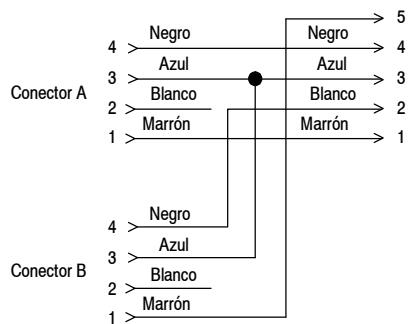 5
4 Negro Negro 4
3 Azul Azul 3
Conector A
2 Blanco Blanco 2
1 Marrón Marrón 1
4 Negro
3 Azul
Conector B
2 Blanco
1 Marrón